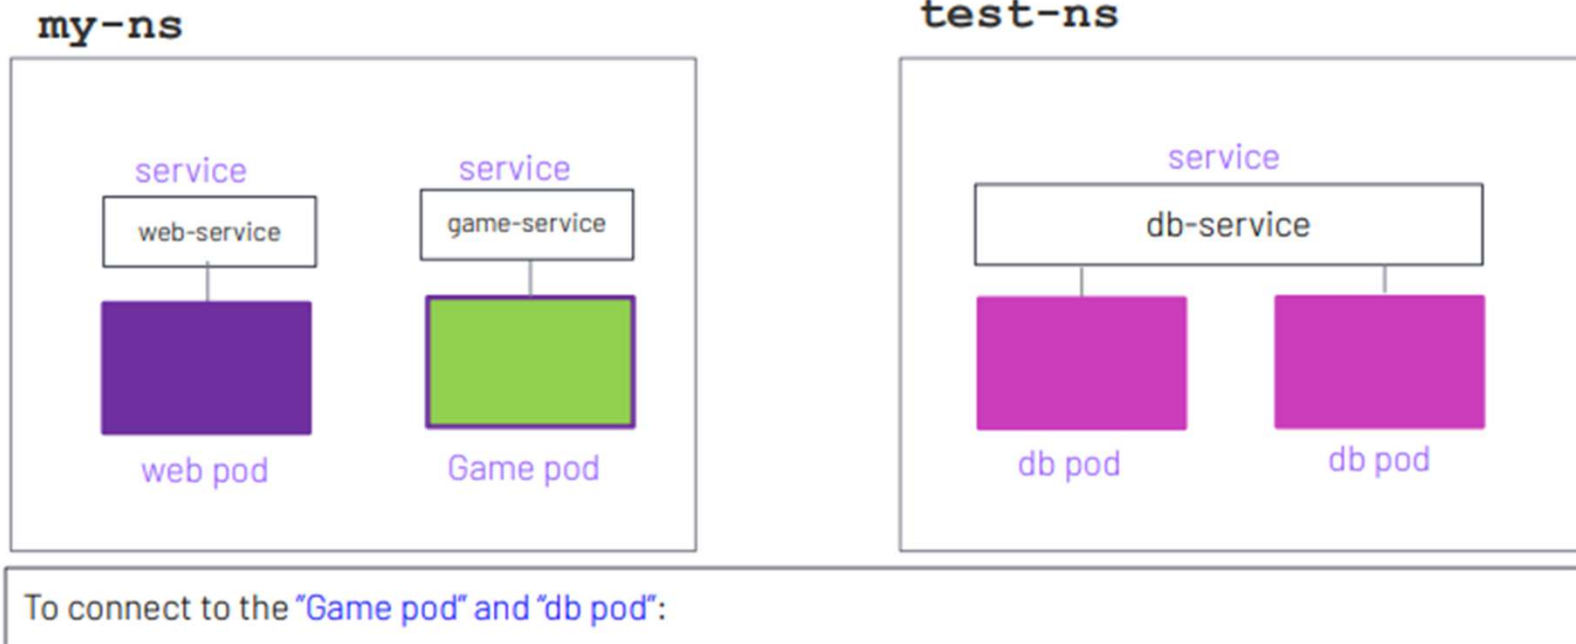 my-ns
test-ns
service
service
service
web-service
game-service
db-service
web pod
Game pod
db pod
db pod
To connect to the "Game pod" and "db pod":